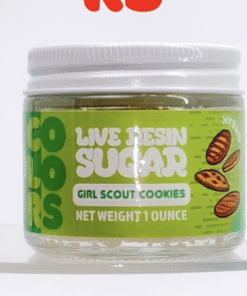 COLORS
LIVE RESIN
SUGAR
GIRL SCOUT COOKIES
NET WEIGHT 1 OUNCE